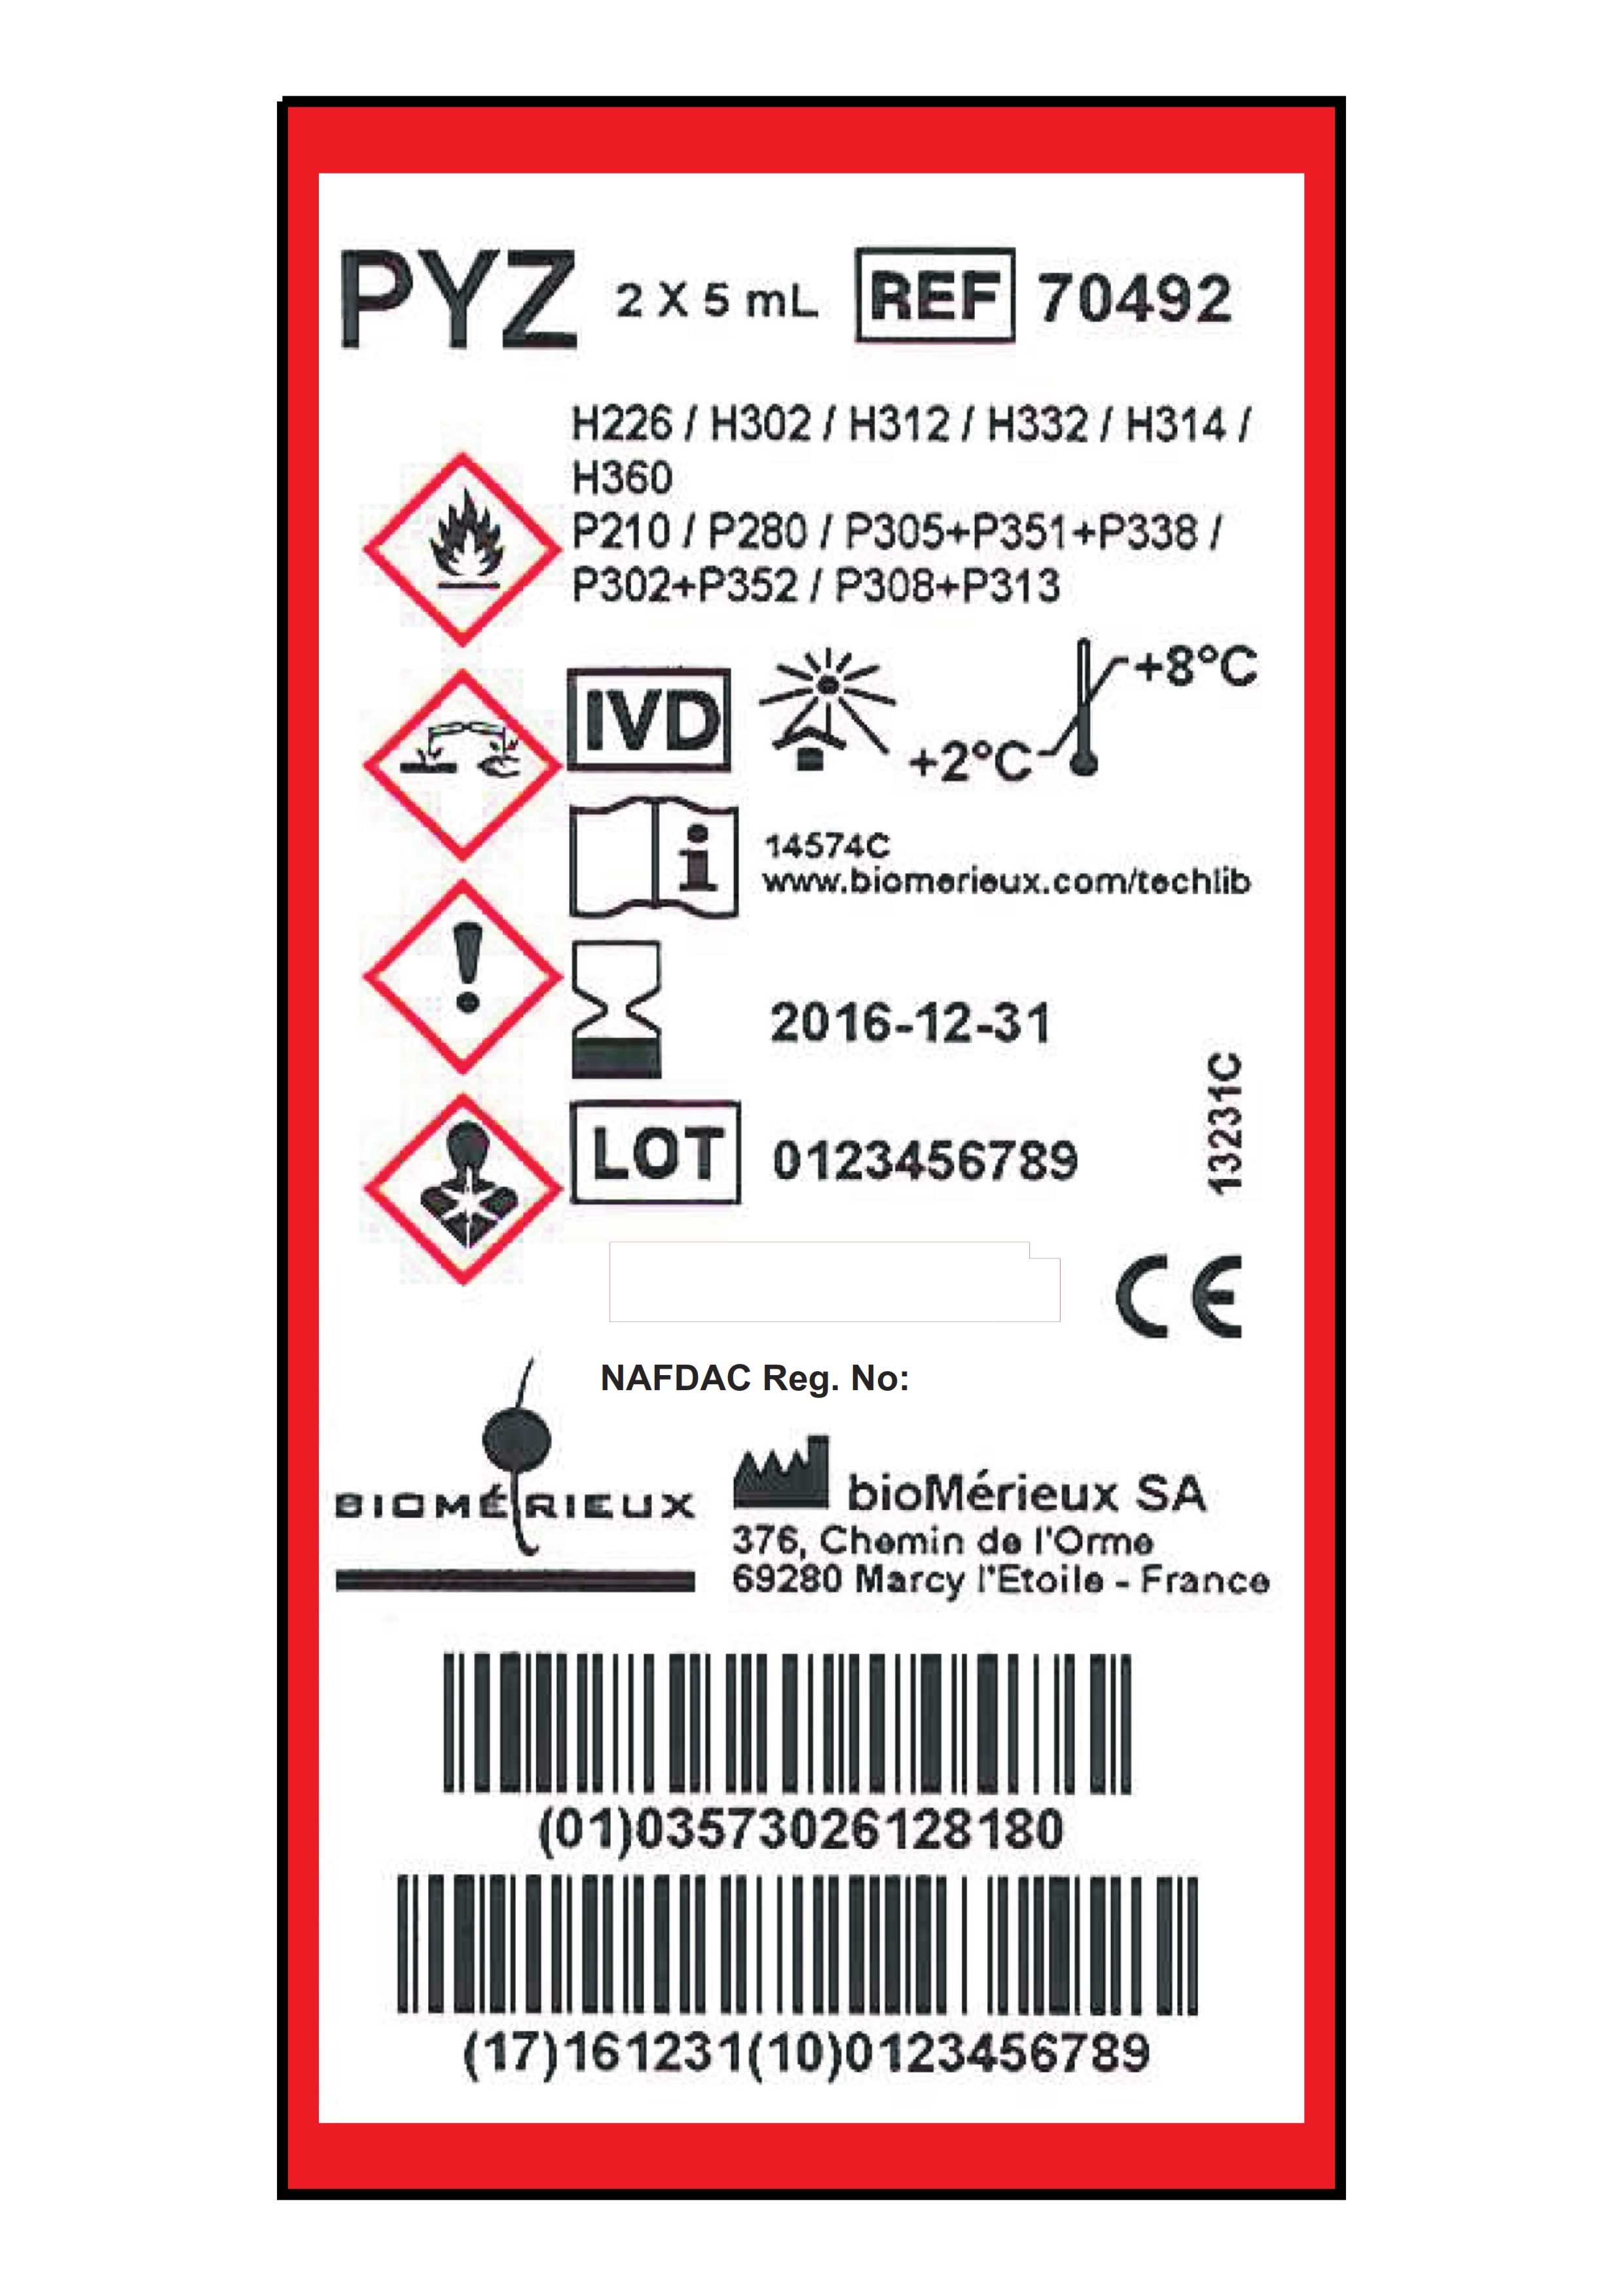 PYZ 2 X 5 mL REF 70492
H226 / H302 / H312 / H332 / H314 /
H360
P210 / P280 / P305+P351+P338 /
P302+P352 / P308+P313
IVD +2°C +8°C
i 14574C
www.biomerieux.com/techlib
2016-12-31
LOT 0123456789
13231C
CE
NAFDAC Reg. No:
BIOMÉRIEUX
bioMérieux SA
376, Chemin de l'Orme
69280 Marcy l'Etoile - France
(01)03573026128180
(17)161231(10)0123456789